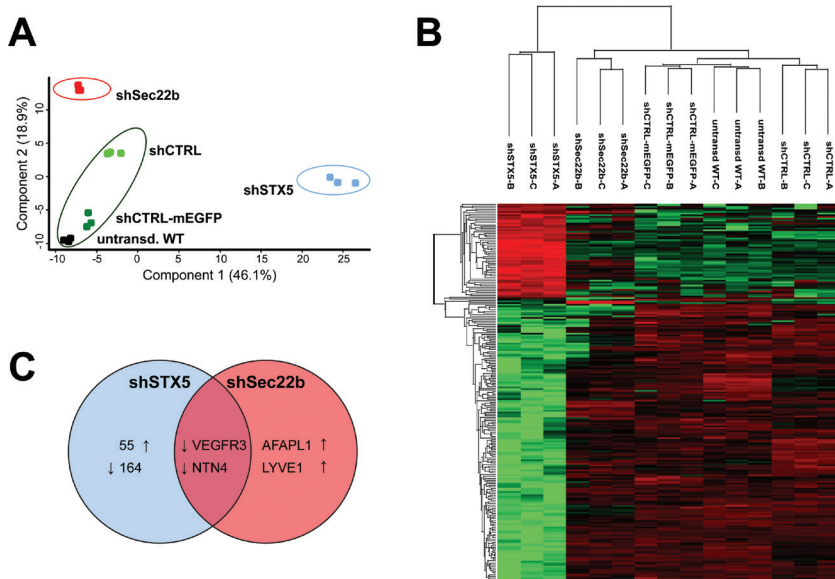 A
Component 2 (18.9%)
10
5
0
-5
-10
shSec22b
shCTRL
shSTX5
shCTRL-mEGFP
untransd. WT
-10 -5 0 5 10 15 20 25
Component 1 (46.1%)
B
shSTX5-B
shSTX5-C
shSTX5-A
shSec22b-B
shSec22b-C
shSec22b-A
shCTRL-mEGFP-C
shCTRL-mEGFP-B
shCTRL-mEGFP-A
untransd WT-C
untransd WT-A
untransd WT-B
shCTRL-B
shCTRL-C
shCTRL-A
C
shSTX5 shSec22b
55 ↑ ↓ VEGFR3 AFAPL1 ↑
↓ 164 ↓ NTN4 LYVE1 ↑